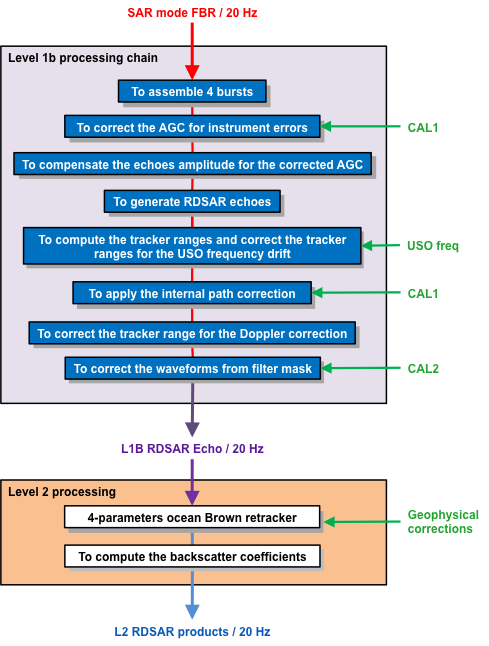 SAR mode FBR / 20 Hz
Level 1b processing chain
To assemble 4 bursts
To correct the AGC for instrument errors
CAL1
To compensate the echoes amplitude for the corrected AGC
To generate RDSAR echoes
To compute the tracker ranges and correct the tracker
ranges for the USO frequency drift
USO freq
To apply the internal path correction
CAL1
To correct the tracker range for the Doppler correction
To correct the waveforms from filter mask
CAL2
L1B RDSAR Echo / 20 Hz
Level 2 processing
4-parameters ocean Brown retracker
Geophysical
corrections
To compute the backscatter coefficients
L2 RDSAR products / 20 Hz